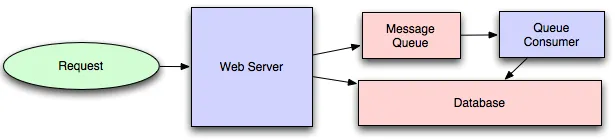 Request
Web Server
Message
Queue
Queue
Consumer
Database